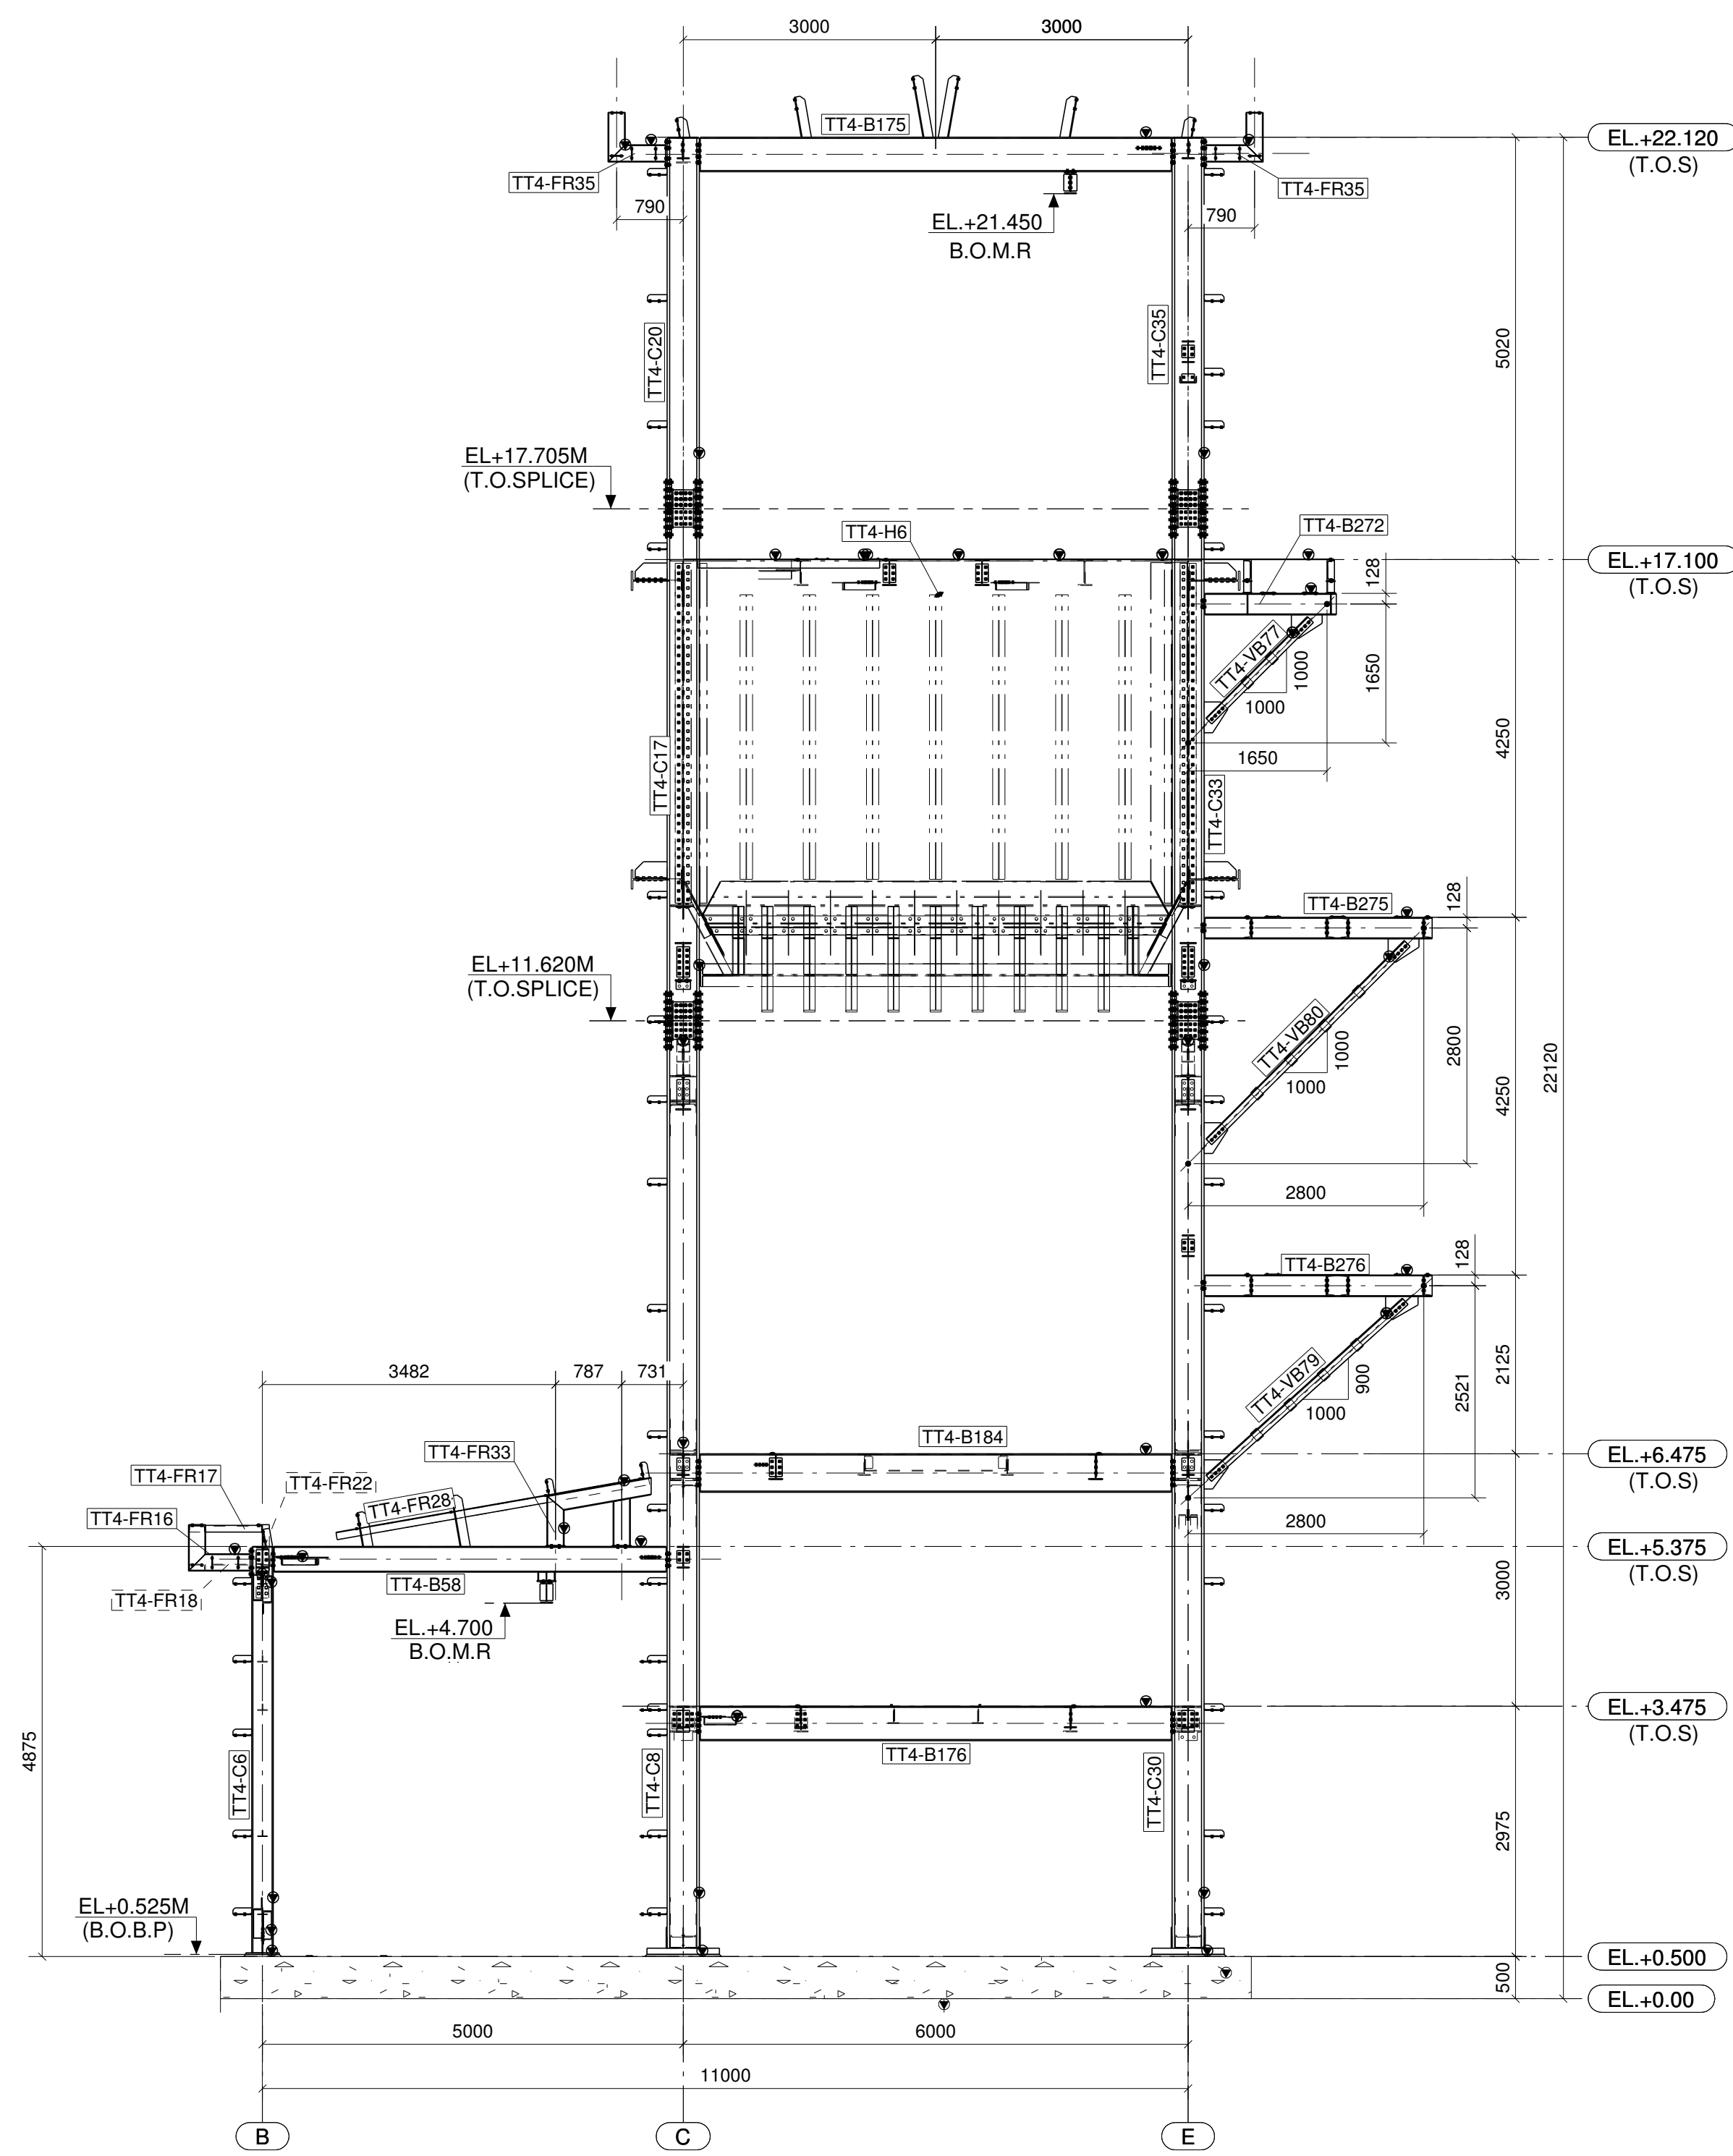 3000
3000
TT4-B175
EL.+22.120
(T.O.S)
TT4-FR35
TT4-FR35
790
790
EL.+21.450
B.O.M.R
TT4-C20
TT4-C35
5020
EL+17.705M
(T.O.SPLICE)
TT4-H6
TT4-B272
EL.+17.100
(T.O.S)
128
TT4-VB77
1000
1000
1650
1650
4250
TT4-C17
TT4-C33
TT4-B275
128
EL+11.620M
(T.O.SPLICE)
TT4-VB80
1000
1000
2800
4250
22120
2800
TT4-B276
128
TT4-VB79
900
1000
2521
2125
3482
787
731
TT4-FR33
TT4-B184
EL.+6.475
(T.O.S)
TT4-FR17
TT4-FR22
TT4-FR28
TT4-FR16
2800
EL.+5.375
(T.O.S)
TT4-B58
TT4-FR18
EL.+4.700
B.O.M.R
3000
EL.+3.475
(T.O.S)
TT4-B176
4875
TT4-C6
TT4-C8
TT4-C30
2975
EL+0.525M
(B.O.B.P)
EL.+0.500
500
EL.+0.00
5000
6000
11000
B
C
E